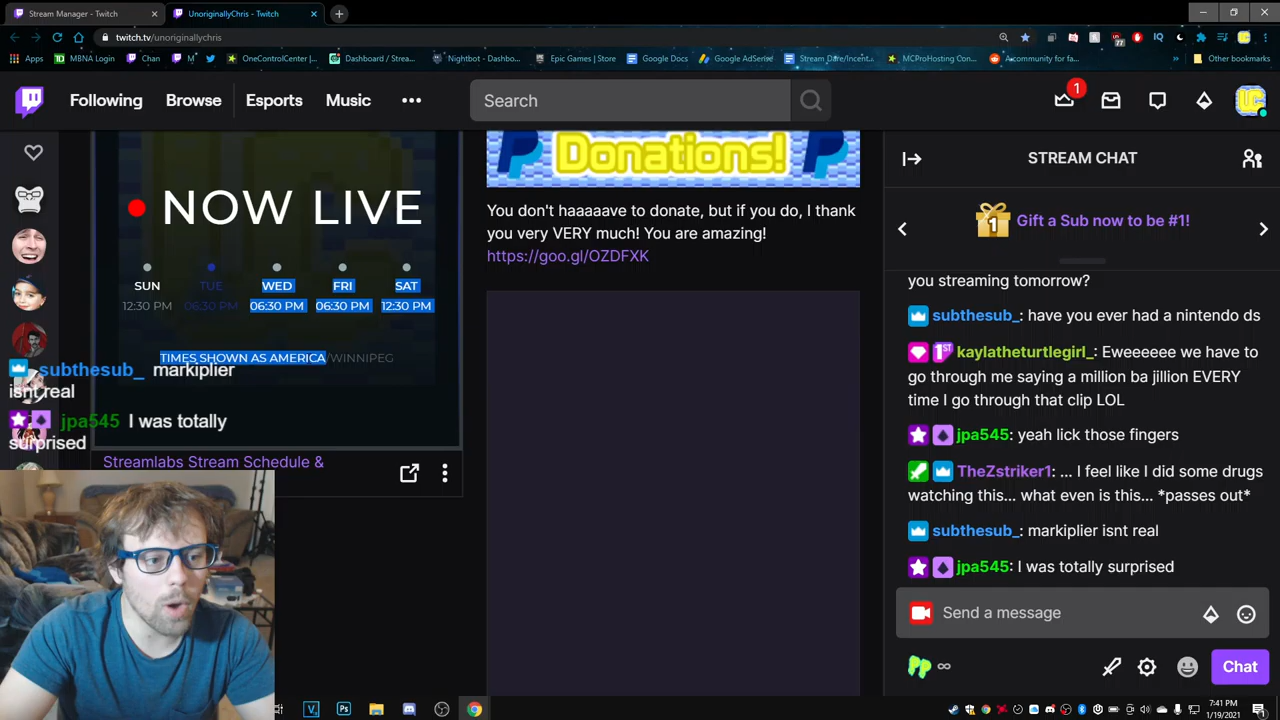 Stream Manager - Twitch
UnoriginallyChris - Twitch
twitch.tv/unoriginallychris
Apps
MBNA Login
Chan
M
OneControlCenter|...
Dashboard / Strea...
Nightbot - Dashbo...
Epic Games | Store
Google Docs
Google AdSense
Stream Date/Incent...
MCProHosting Con...
A community for a...
Other bookmarks
Following
Browse
Esports
Music
Search
1
NOW LIVE
SUN
TUE
WED
FRI
SAT
12:30 PM
06:30 PM
06:30 PM
06:30 PM
12:30 PM
TIMES SHOWN AS AMERICA/WINNIPEG
subthesub_ markiplier
isnt real
jpa545 I was totally
surprised
Streamlabs Stream Schedule &
Donations!
You don't haaaaave to donate, but if you do, I thank
you very VERY much! You are amazing!
https://goo.gl/OZDFXK
STREAM CHAT
1
Gift a Sub now to be #1!
you streaming tomorrow?
subthesub_: have you ever had a nintendo ds
kaylatheturtlegirl_: Eweeeeee we have to
go through me saying a million ba jillion EVERY
time I go through that clip LOL
jpa545: yeah lick those fingers
TheZstriker1: ... I feel like I did some drugs
watching this... what even is this... *passes out*
subthesub_: markiplier isnt real
jpa545: I was totally surprised
Send a message
∞
Chat
7:41 PM
1/19/2021